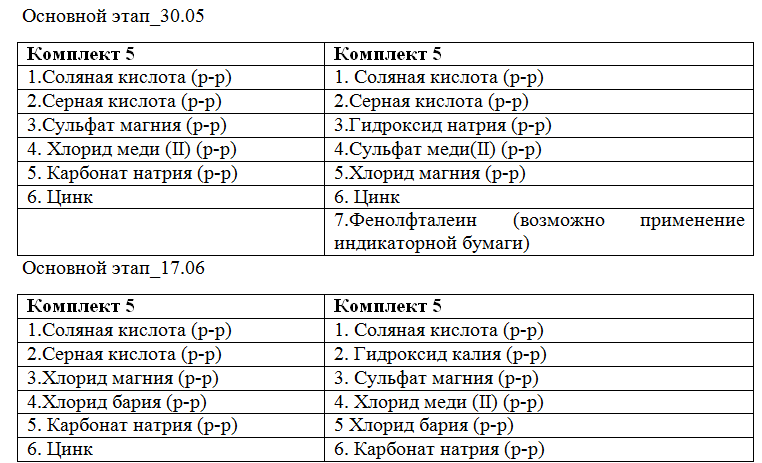 Основной этап_30.05
Комплект 5 Комплект 5
1.Соляная кислота (р-р) 1. Соляная кислота (р-р)
2.Серная кислота (р-р) 2.Серная кислота (р-р)
3.Сульфат магния (р-р) 3.Гидроксид натрия (р-р)
4. Хлорид меди (II) (р-р) 4.Сульфат меди(II) (р-р)
5. Карбонат натрия (р-р) 5.Хлорид магния (р-р)
6. Цинк 6. Цинк
7.Фенолфталеин (возможно применение
индикаторной бумаги)
Основной этап_17.06
Комплект 5 Комплект 5
1.Соляная кислота (р-р) 1. Соляная кислота (р-р)
2.Серная кислота (р-р) 2. Гидроксид калия (р-р)
3.Хлорид магния (р-р) 3. Сульфат магния (р-р)
4.Хлорид бария (р-р) 4. Хлорид меди (II) (р-р)
5. Карбонат натрия (р-р) 5 Хлорид бария (р-р)
6. Цинк 6. Карбонат натрия (р-р)